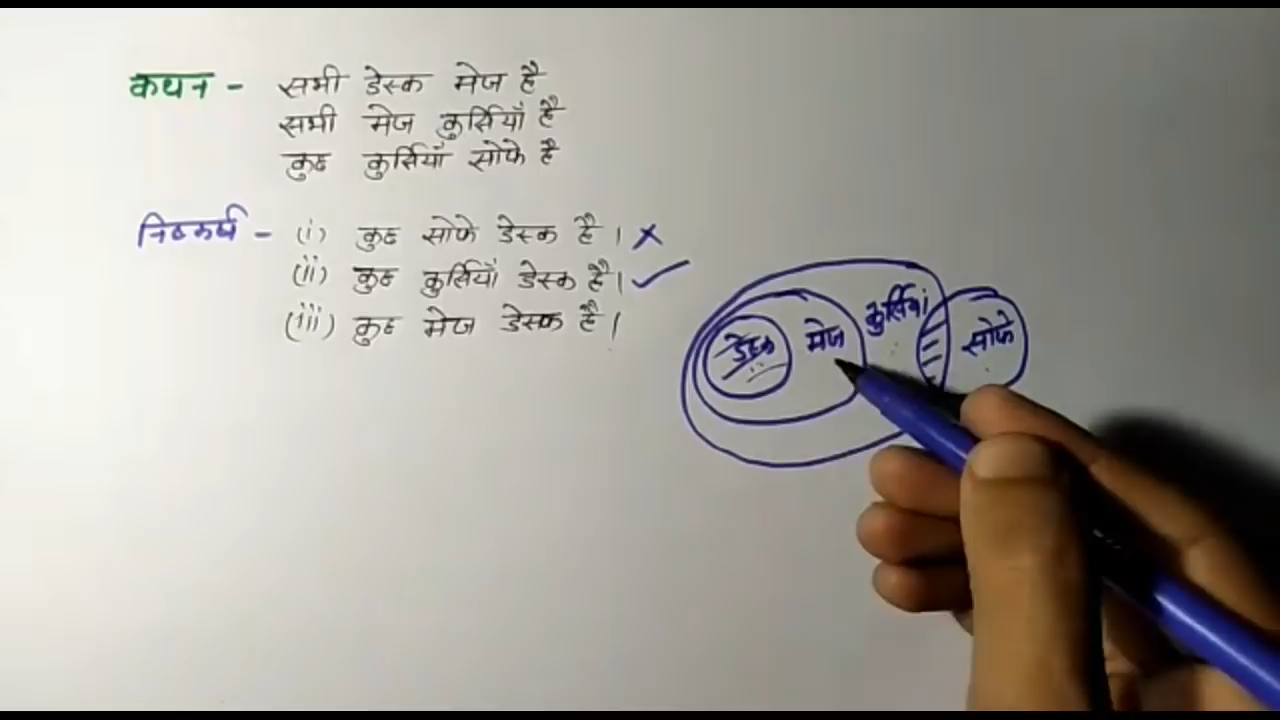 कथन - सभी डेस्क मेज है
सभी मेज कुर्सियाँ है
कुछ कुर्सियाँ सोफे है
निष्कर्ष - (i) कुछ सोफे डेस्क है। ✗
(ii) कुछ कुर्सियाँ डेस्क है। ✓
(iii) कुछ मेज डेस्क है।
डेस्क मेज कुर्सियां सोफे